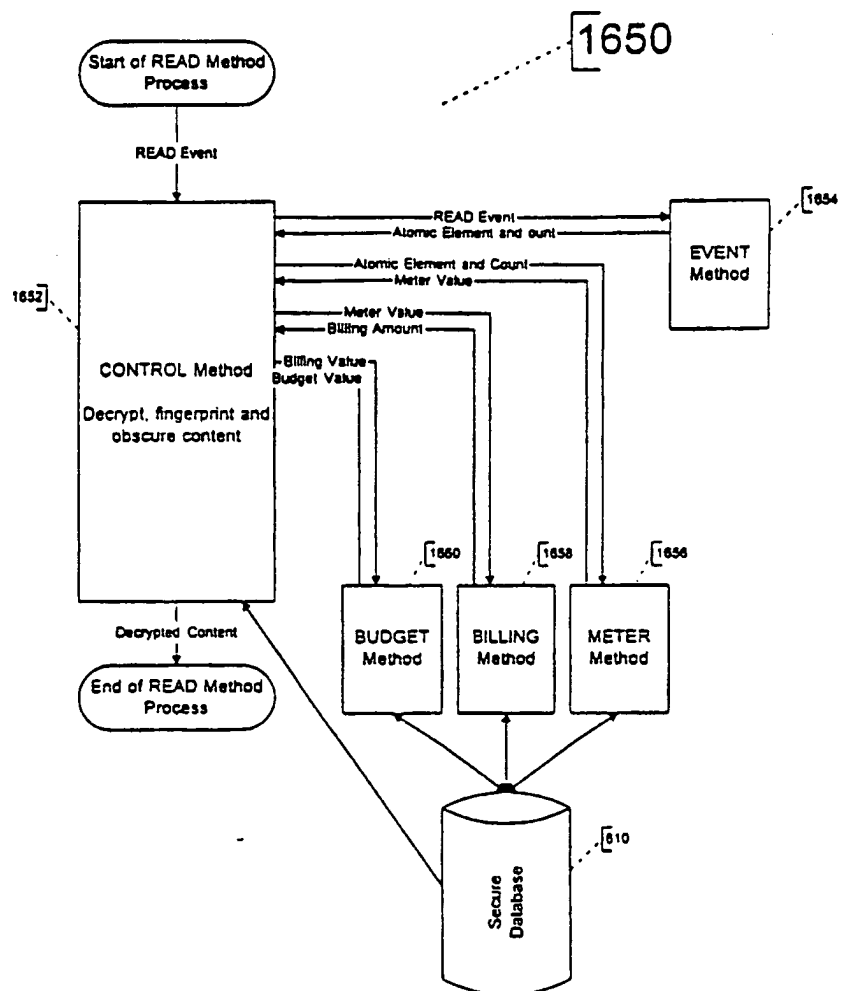 1650
Start of READ Method
Process
READ Event
READ Event
1654
Atomic Element and ount
EVENT
Method
Atomic Element and Count
Meter Value
1652
Meter Value
Billing Amount
CONTROL Method
Billing Value
Budget Value
Decrypt, fingerprint and
obscure content
1660
1658
1656
BUDGET
Method
BILLING
Method
METER
Method
Decrypted Content
End of READ Method
Process
610
Secure
Database